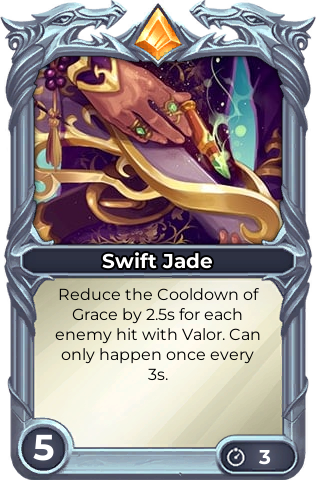 Swift Jade
Reduce the Cooldown of
Grace by 2.5s for each
enemy hit with Valor. Can
only happen once every
3s.
5
3